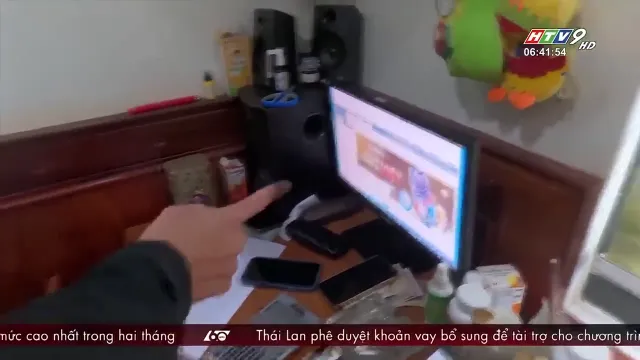 HTV9 HD
06:41:54
mức cao nhất trong hai tháng
60 Thái Lan phê duyệt khoản vay bổ sung để tài trợ cho chương trì